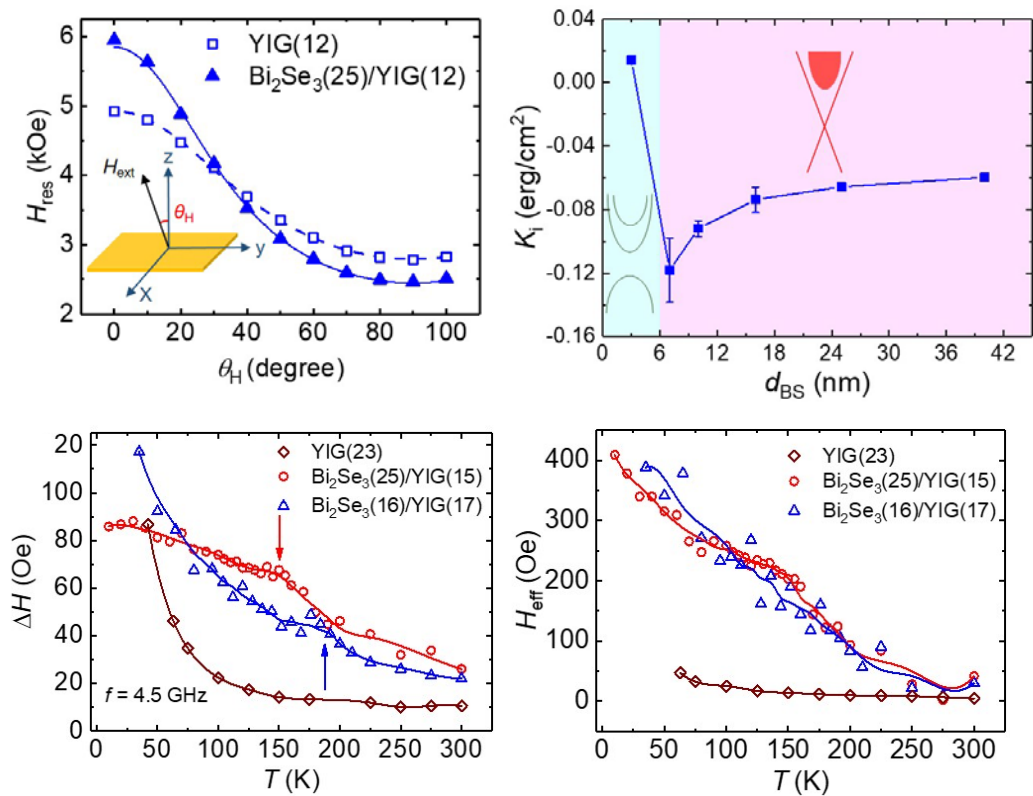 6
5
4
3
2
H_res (kOe)
YIG(12)
Bi₂Se₃(25)/YIG(12)
H_ext
z
θ_H
y
X
0 20 40 60 80 100
θ_H (degree)
0.04
0.00
-0.04
-0.08
-0.12
-0.16
K_i (erg/cm²)
0 6 12 18 24 30 36 42
d_BS (nm)
20
100
80
60
40
20
0
ΔH (Oe)
YIG(23)
Bi₂Se₃(25)/YIG(15)
Bi₂Se₃(16)/YIG(17)
f = 4.5 GHz
0 50 100 150 200 250 300
T (K)
400
300
200
100
0
H_eff (Oe)
YIG(23)
Bi₂Se₃(25)/YIG(15)
Bi₂Se₃(16)/YIG(17)
0 50 100 150 200 250 300
T (K)